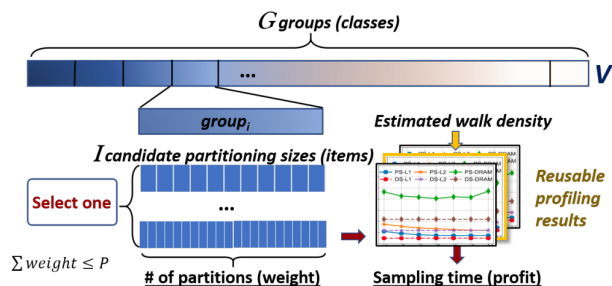 G groups (classes)
...
V
group_i
Estimated walk density
I candidate partitioning sizes (items)
PS-L1 PS-L2 PS-DRAM
DS-L1 DS-L2 DS-DRAM
Select one
...
Reusable
profiling
results
∑weight ≤ P
# of partitions (weight)
Sampling time (profit)